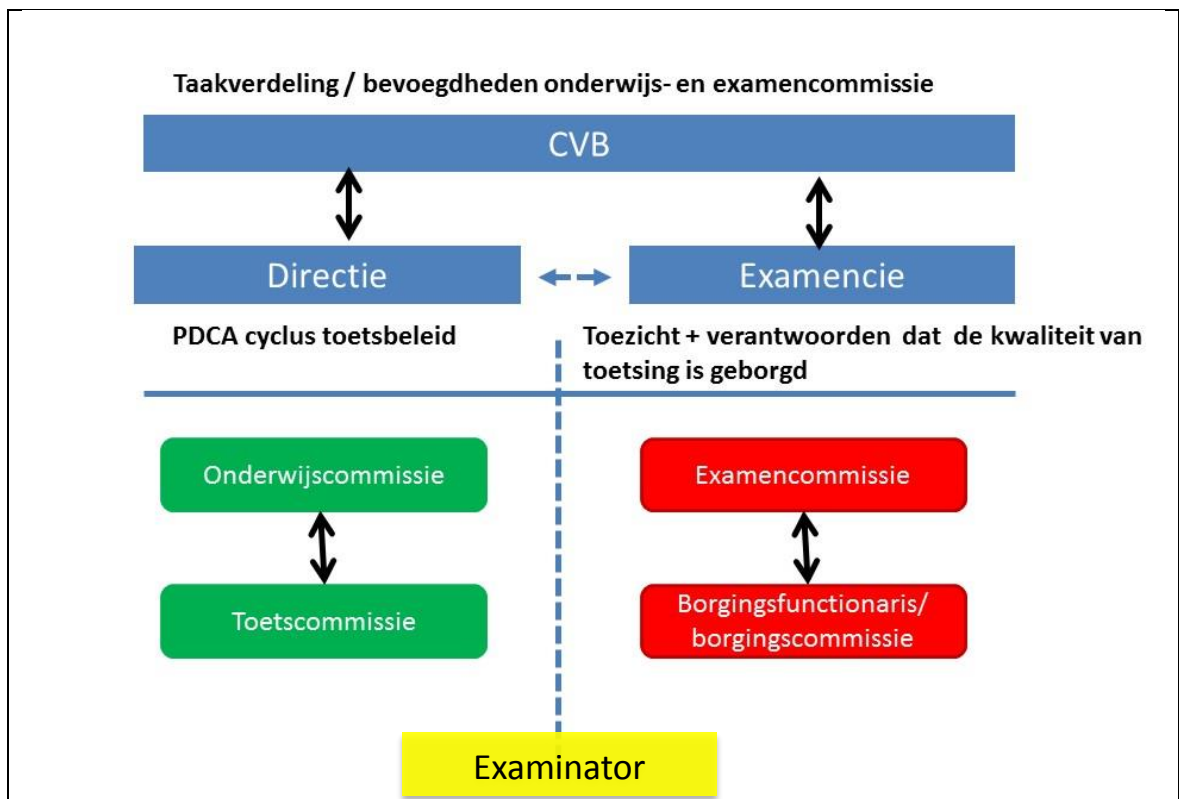 Taakverdeling / bevoegdheden onderwijs- en examencommissie
CVB
Directie
Examencie
PDCA cyclus toetsbeleid
Toezicht + verantwoorden dat de kwaliteit van
toetsing is geborgd
Onderwijscommissie
Examencommissie
Toetscommissie
Borgingsfunctionaris/
borgingscommissie
Examinator